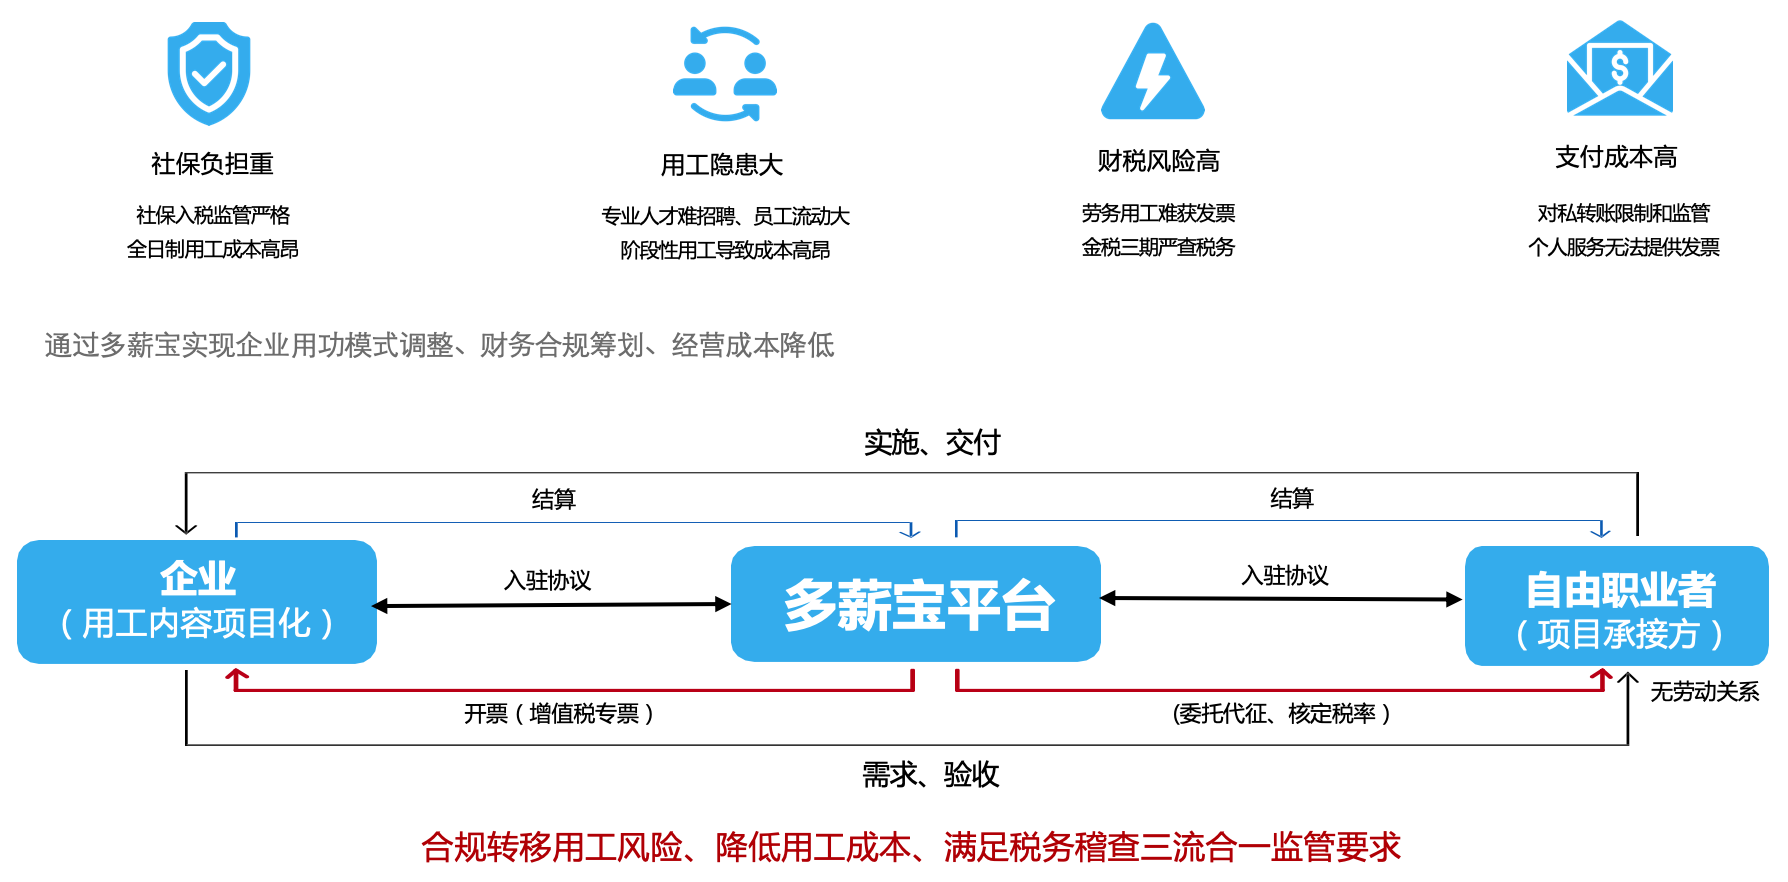 社保负担重
社保入税监管严格
全日制用工成本高昂
用工隐患大
专业人才难招聘、员工流动大
阶段性用工导致成本高昂
财税风险高
劳务用工难获发票
金税三期严查税务
支付成本高
对私转账限制和监管
个人服务无法提供发票
通过多薪宝实现企业用功模式调整、财务合规筹划、经营成本降低
实施、交付
结算
结算
企业
（用工内容项目化）
入驻协议
多薪宝平台
入驻协议
自由职业者
（项目承接方）
开票（增值税专票）
(委托代征、核定税率）
无劳动关系
需求、验收
合规转移用工风险、降低用工成本、满足税务稽查三流合一监管要求